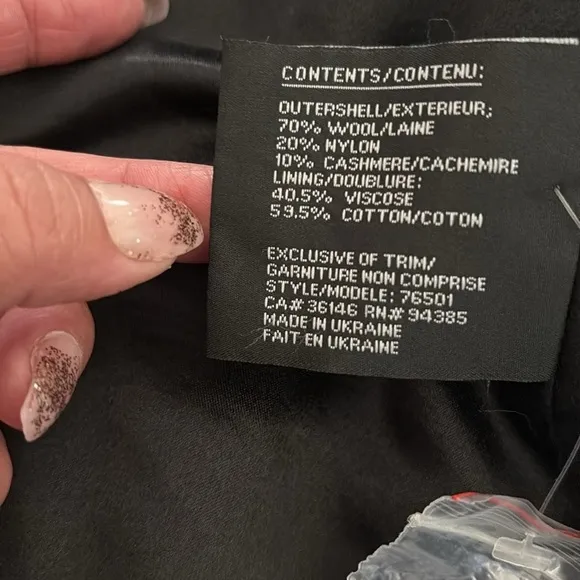 CONTENTS/CONTENU:
OUTERSHELL/EXTERIEUR;
70% WOOL/LAINE
20% NYLON
10% CASHMERE/CACHEMIRE
LINING/DOUBLURE:
40.5% VISCOSE
59.5% COTTON/COTON
EXCLUSIVE OF TRIM/
GARNITURE NON COMPRISE
STYLE/MODELE: 76501
CA# 36146 RN# 94385
MADE IN UKRAINE
FAIT EN UKRAINE